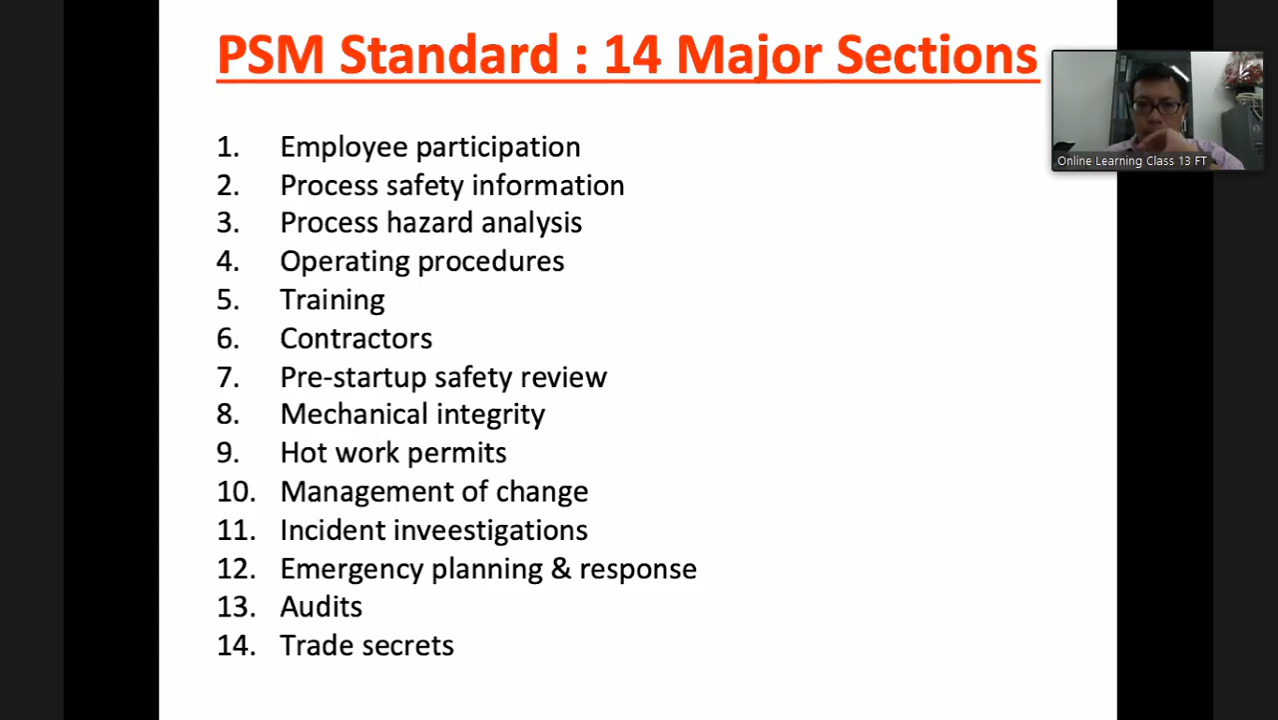 PSM Standard : 14 Major Sections
Online Learning Class 13 FT
1. Employee participation
2. Process safety information
3. Process hazard analysis
4. Operating procedures
5. Training
6. Contractors
7. Pre-startup safety review
8. Mechanical integrity
9. Hot work permits
10. Management of change
11. Incident inveestigations
12. Emergency planning & response
13. Audits
14. Trade secrets